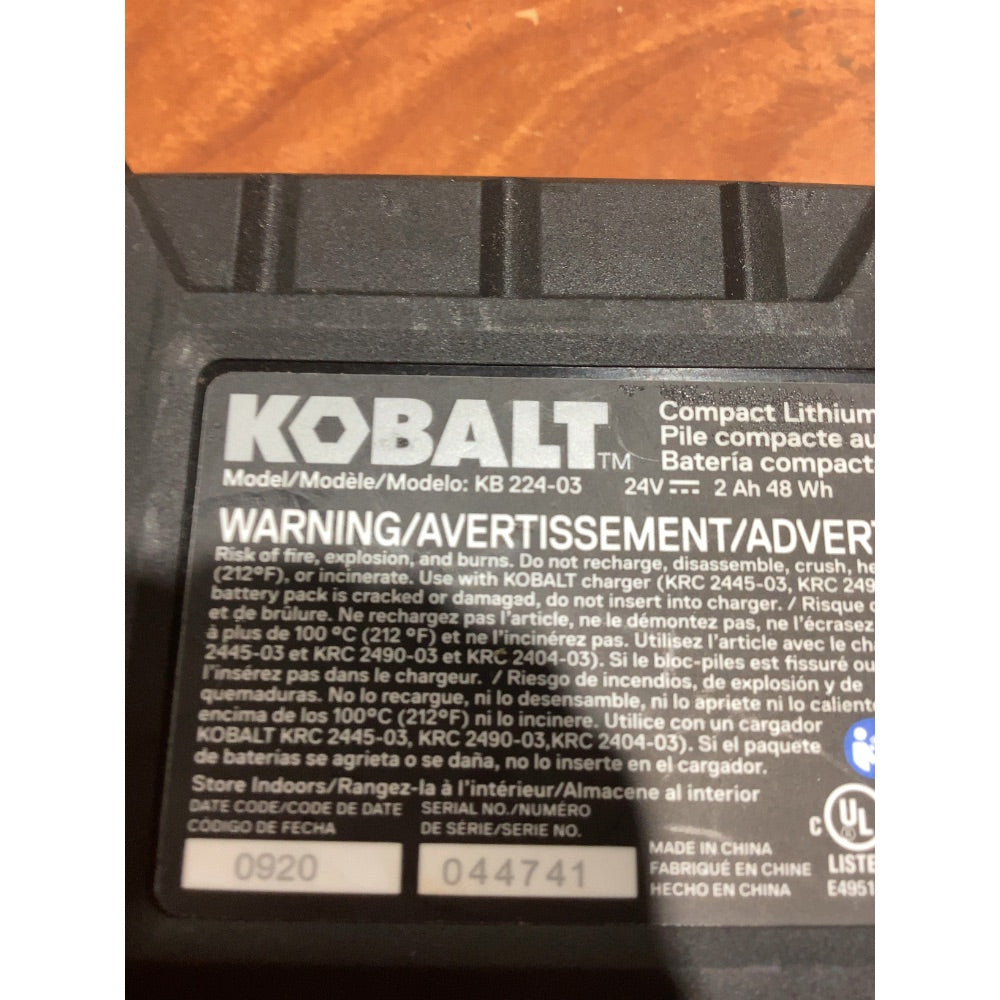 KOBALT™
Compact Lithium
Pile compacte au
Batería compact
Model/Modèle/Modelo: KB 224-03 24V 2 Ah 48 Wh
WARNING/AVERTISSEMENT/ADVERT
Risk of fire, explosion, and burns. Do not recharge, disassemble, crush, he
(212°F), or incinerate. Use with KOBALT charger (KRC 2445-03, KRC 249
battery pack is cracked or damaged, do not insert into charger. / Risque
et de brûlure. Ne rechargez pas l'article, ne le démontez pas, ne l'écrasez
à plus de 100 °C (212 °F) et ne l'incinérez pas. Utilisez l'article avec le ch
2445-03 et KRC 2490-03 et KRC 2404-03). Si le bloc-piles est fissuré ou
l'insérez pas dans le chargeur. / Riesgo de incendios, de explosión y de
quemaduras. No lo recargue, ni lo desensamble, ni lo apriete ni lo caliente
encima de los 100°C (212°F) ni lo incinere. Utilice con un cargador
KOBALT KRC 2445-03, KRC 2490-03,KRC 2404-03). Si el paquete
de baterías se agrieta o se daña, no lo inserte en el cargador.
Store Indoors/Rangez-la à l'intérieur/Almacene al interior
DATE CODE/CODE DE DATE
CÓDIGO DE FECHA
0920
SERIAL NO./NUMÉRO
DE SÉRIE/SERIE NO.
044741
MADE IN CHINA
FABRIQUÉ EN CHINE
HECHO EN CHINA
C UL
LISTE
E4951